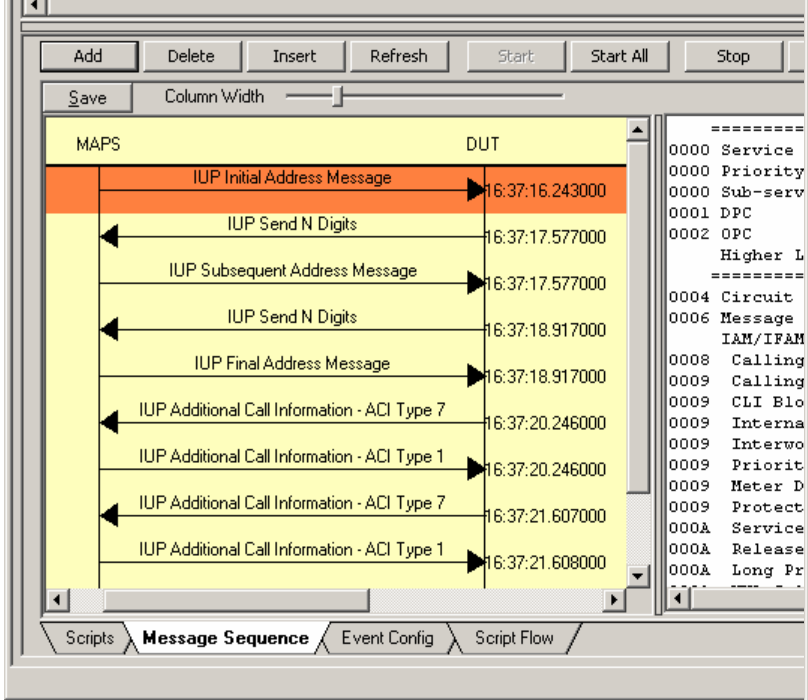 Add Delete Insert Refresh Start Start All Stop
Save Column Width
MAPS DUT
IUP Initial Address Message
16:37:16.243000
IUP Send N Digits
16:37:17.577000
IUP Subsequent Address Message
16:37:17.577000
IUP Send N Digits
16:37:18.917000
IUP Final Address Message
16:37:18.917000
IUP Additional Call Information - ACI Type 7
16:37:20.246000
IUP Additional Call Information - ACI Type 1
16:37:20.246000
IUP Additional Call Information - ACI Type 7
16:37:21.607000
IUP Additional Call Information - ACI Type 1
16:37:21.608000
=========
0000 Service
0000 Priority
0000 Sub-serv
0001 DPC
0002 OPC
Higher L
=========
0004 Circuit
0006 Message
IAM/IFAM
0008 Calling
0009 Calling
0009 CLI Blo
0009 Interna
0009 Interwo
0009 Priorit
0009 Meter D
0009 Protect
000A Service
000A Release
000A Long Pr
Scripts Message Sequence Event Config Script Flow